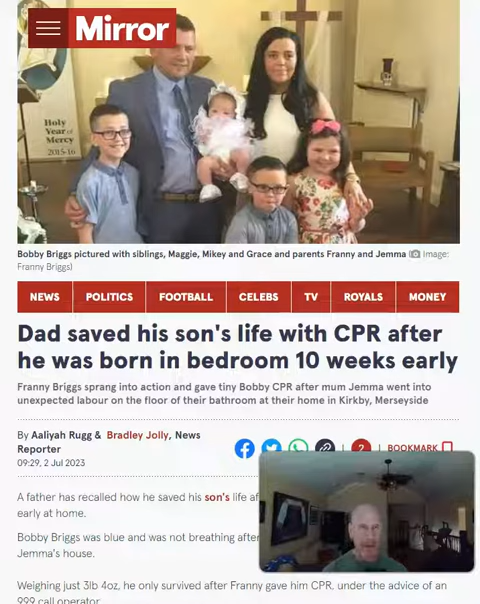 Mirror
Holy
Year of
Mercy
2015-16
Bobby Briggs pictured with siblings, Maggie, Mikey and Grace and parents Franny and Jemma (Image:
Franny Briggs)
NEWS POLITICS FOOTBALL CELEBS TV ROYALS MONEY
Dad saved his son's life with CPR after
he was born in bedroom 10 weeks early
Franny Briggs sprang into action and gave tiny Bobby CPR after mum Jemma went into
unexpected labour on the floor of their bathroom at their home in Kirkby, Merseyside
By Aaliyah Rugg & Bradley Jolly, News
Reporter
09:29, 2 Jul 2023
2 BOOKMARK
A father has recalled how he saved his son's life
early at home.
Bobby Briggs was blue and was not breathing after
Jemma's house.
Weighing just 3lb 4oz, he only survived after Franny gave him CPR, under the advice of an
999 call operator.